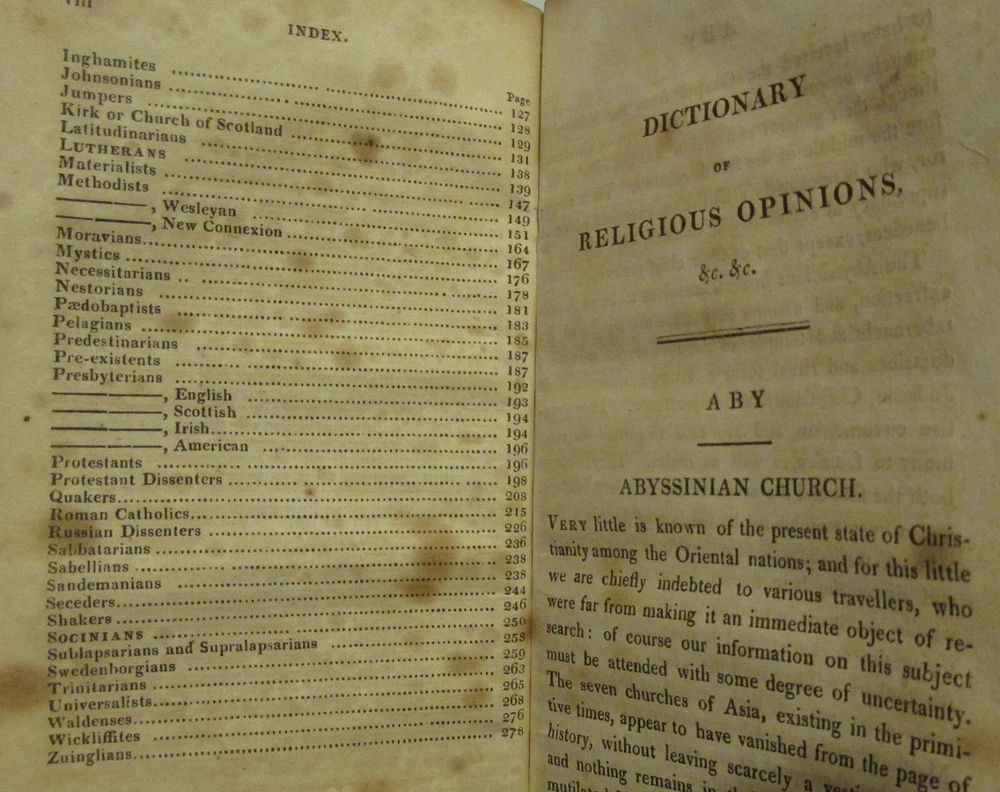 viii
INDEX.
Page
Inghamites .......... 127
Johnsonians .......... 128
Jumpers .......... 129
Kirk or Church of Scotland .......... 131
Latitudinarians .......... 138
LUTHERANS .......... 139
Materialists .......... 147
Methodists .......... 149
———, Wesleyan .......... 151
———, New Connexion .......... 164
Moravians .......... 167
Mystics .......... 176
Necessitarians .......... 178
Nestorians .......... 181
Pædobaptists .......... 183
Pelagians .......... 185
Predestinarians .......... 187
Pre-existents .......... 187
Presbyterians .......... 192
———, English .......... 193
———, Scottish .......... 194
———, Irish .......... 194
———, American .......... 196
Protestants .......... 196
Protestant Dissenters .......... 198
Quakers .......... 208
Roman Catholics .......... 215
Russian Dissenters .......... 226
Sabbatarians .......... 236
Sabellians .......... 238
Sandemanians .......... 238
Seceders .......... 244
Shakers .......... 246
SOCINIANS .......... 250
Sublapsarians and Supralapsarians .......... 258
Swedenborgians .......... 259
Trinitarians .......... 263
Universalists .......... 265
Waldenses .......... 268
Wickliffites .......... 276
Zuinglians .......... 278
DICTIONARY
OF
RELIGIOUS OPINIONS,
&c. &c.
ABY
ABYSSINIAN CHURCH.
VERY little is known of the present state of Chris-
tianity among the Oriental nations; and for this little
we are chiefly indebted to various travellers, who
were far from making it an immediate object of re-
search: of course our information on this subject
must be attended with some degree of uncertainty.
The seven churches of Asia, existing in the primi-
tive times, appear to have vanished from the page of
history, without leaving scarcely a
and nothing remains in